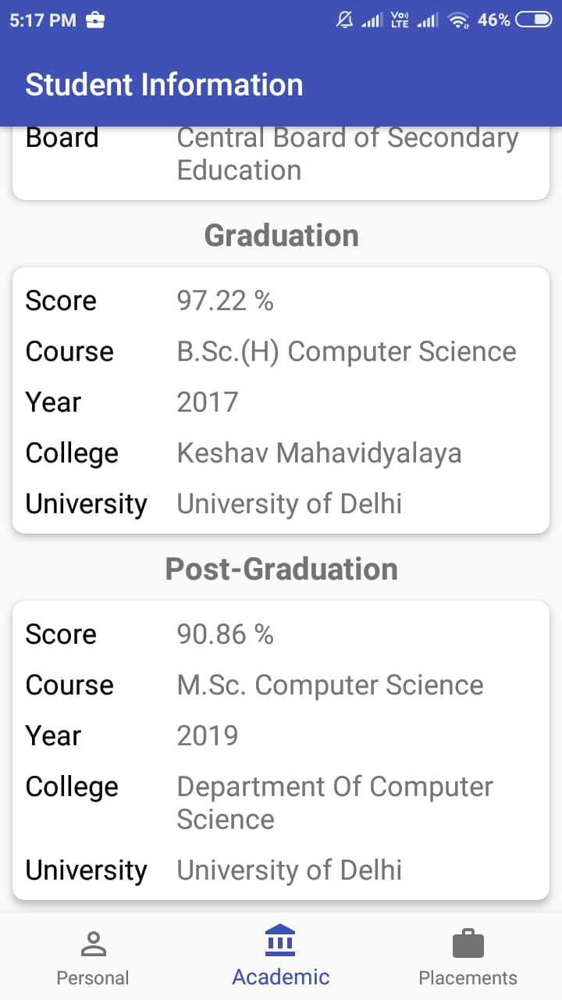 5:17 PM Vo) LTE 46%
Student Information
Board Central Board of Secondary
Education
Graduation
Score 97.22 %
Course B.Sc.(H) Computer Science
Year 2017
College Keshav Mahavidyalaya
University University of Delhi
Post-Graduation
Score 90.86 %
Course M.Sc. Computer Science
Year 2019
College Department Of Computer
Science
University University of Delhi
Personal Academic Placements